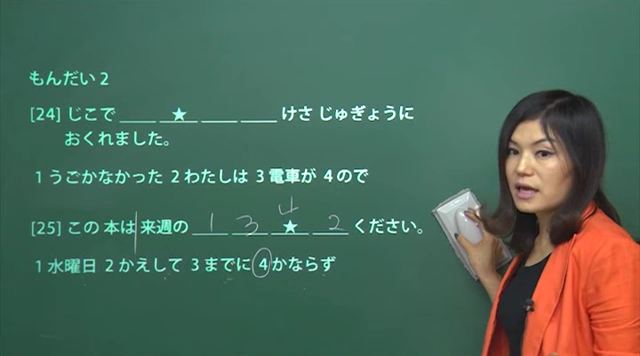 もんだい 2
[24] じこで ___ _★_ ___ ___ けさ じゅぎょうに
おくれました。
1 うごかなかった 2 わたしは 3 電車が 4 ので
4
[25] この 本は 来週の _1_ _3_ _★_ _2_ ください。
1 水曜日 2 かえして 3 までに 4 かならず